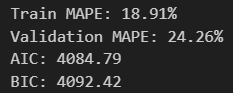 Train MAPE: 18.91%
Validation MAPE: 24.26%
AIC: 4084.79
BIC: 4092.42